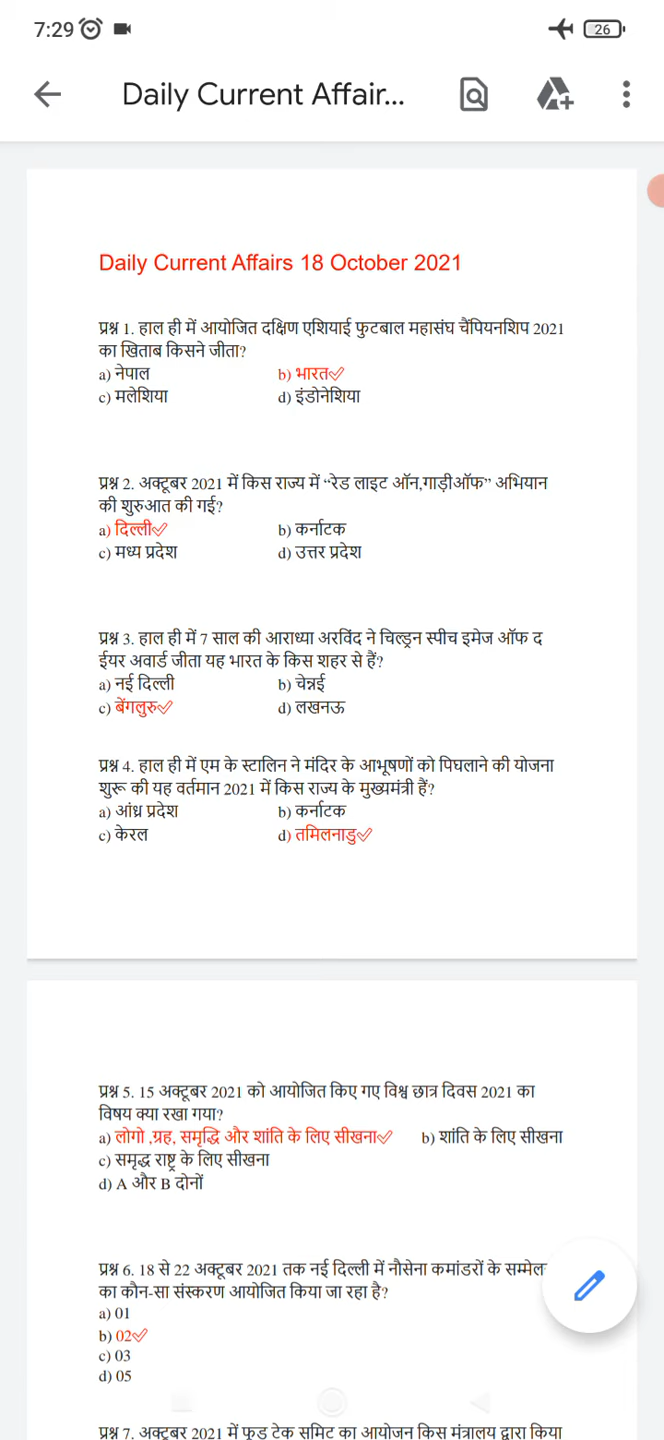 7:29
26
Daily Current Affair...
Daily Current Affairs 18 October 2021
प्रश्न 1. हाल ही में आयोजित दक्षिण एशियाई फुटबाल महासंघ चैंपियनशिप 2021
का खिताब किसने जीता?
a) नेपाल b) भारत✓
c) मलेशिया d) इंडोनेशिया
प्रश्न 2. अक्टूबर 2021 में किस राज्य में “रेड लाइट ऑन,गाड़ीऑफ” अभियान
की शुरुआत की गई?
a) दिल्ली✓ b) कर्नाटक
c) मध्य प्रदेश d) उत्तर प्रदेश
प्रश्न 3. हाल ही में 7 साल की आराध्या अरविंद ने चिल्ड्रन स्पीच इमेज ऑफ द
ईयर अवार्ड जीता यह भारत के किस शहर से हैं?
a) नई दिल्ली b) चेन्नई
c) बेंगलुरु✓ d) लखनऊ
प्रश्न 4. हाल ही में एम के स्टालिन ने मंदिर के आभूषणों को पिघलाने की योजना
शुरू की यह वर्तमान 2021 में किस राज्य के मुख्यमंत्री हैं?
a) आंध्र प्रदेश b) कर्नाटक
c) केरल d) तमिलनाडु✓
प्रश्न 5. 15 अक्टूबर 2021 को आयोजित किए गए विश्व छात्र दिवस 2021 का
विषय क्या रखा गया?
a) लोगो ,ग्रह, समृद्धि और शांति के लिए सीखना✓ b) शांति के लिए सीखना
c) समृद्ध राष्ट्र के लिए सीखना
d) A और B दोनों
प्रश्न 6. 18 से 22 अक्टूबर 2021 तक नई दिल्ली में नौसेना कमांडरों के सम्मेल
का कौन-सा संस्करण आयोजित किया जा रहा है?
a) 01
b) 02✓
c) 03
d) 05
प्रश्न 7. अक्टूबर 2021 में फूड टेक समिट का आयोजन किस मंत्रालय द्वारा किया